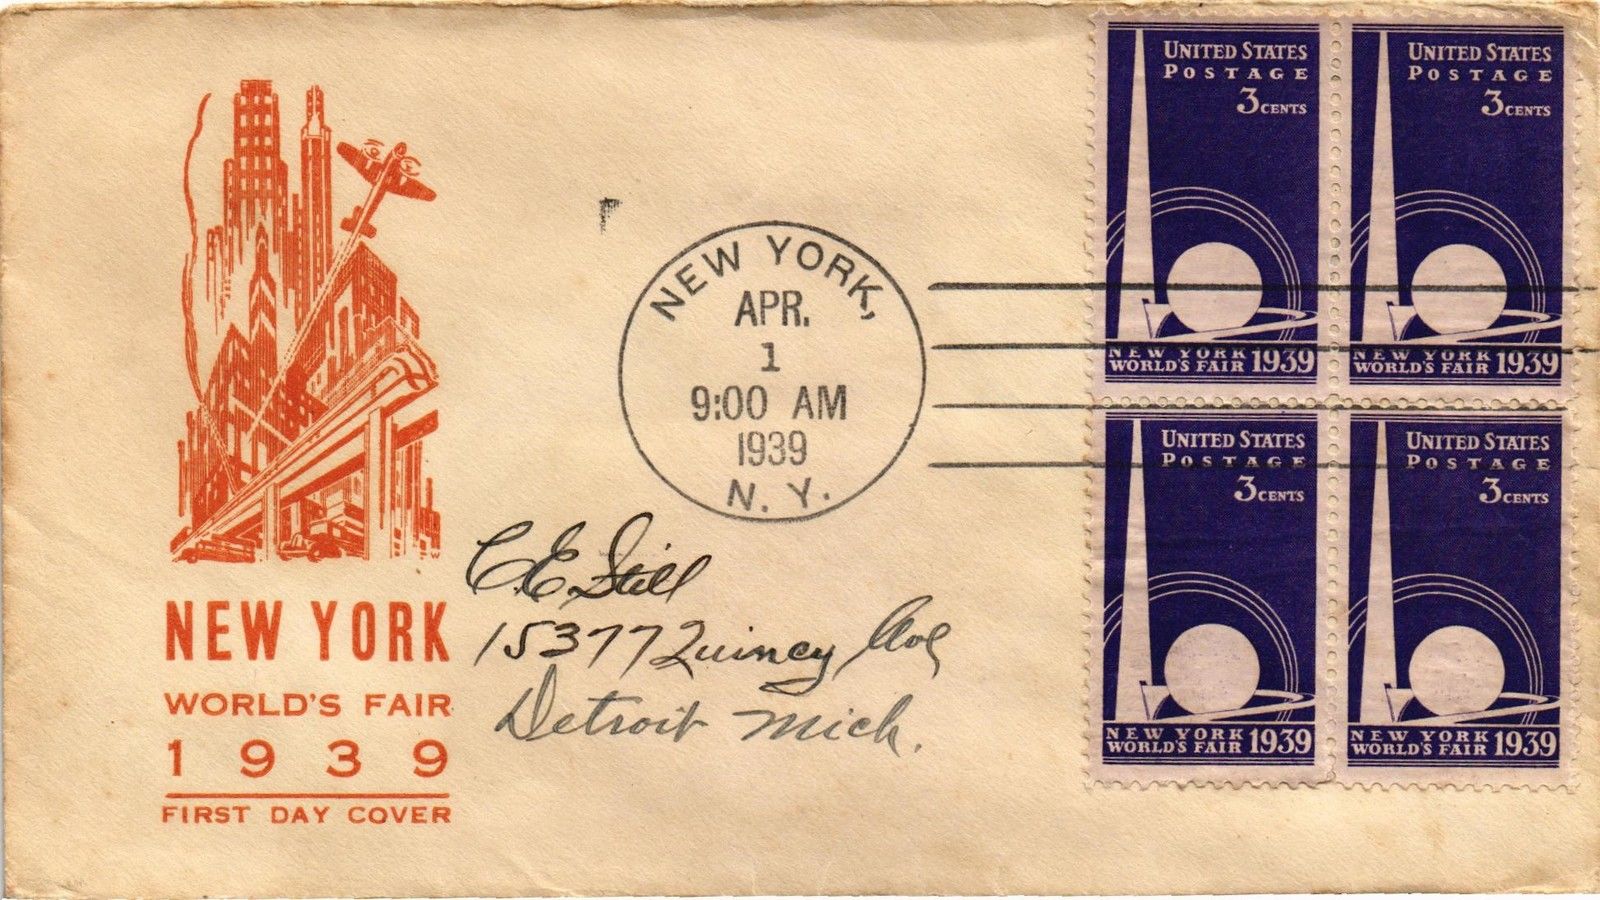 NEW YORK
WORLD'S FAIR
1939
FIRST DAY COVER
NEW YORK,
APR.
1
9:00 AM
1939
N. Y.
C. E. Still
15377 Quincy Ave
Detroit Mich.
UNITED STATES
POSTAGE
3 CENTS
NEW YORK
WORLD'S FAIR 1939
UNITED STATES
POSTAGE
3 CENTS
NEW YORK
WORLD'S FAIR 1939
UNITED STATES
POSTAGE
3 CENTS
NEW YORK
WORLD'S FAIR 1939
UNITED STATES
POSTAGE
3 CENTS
NEW YORK
WORLD'S FAIR 1939